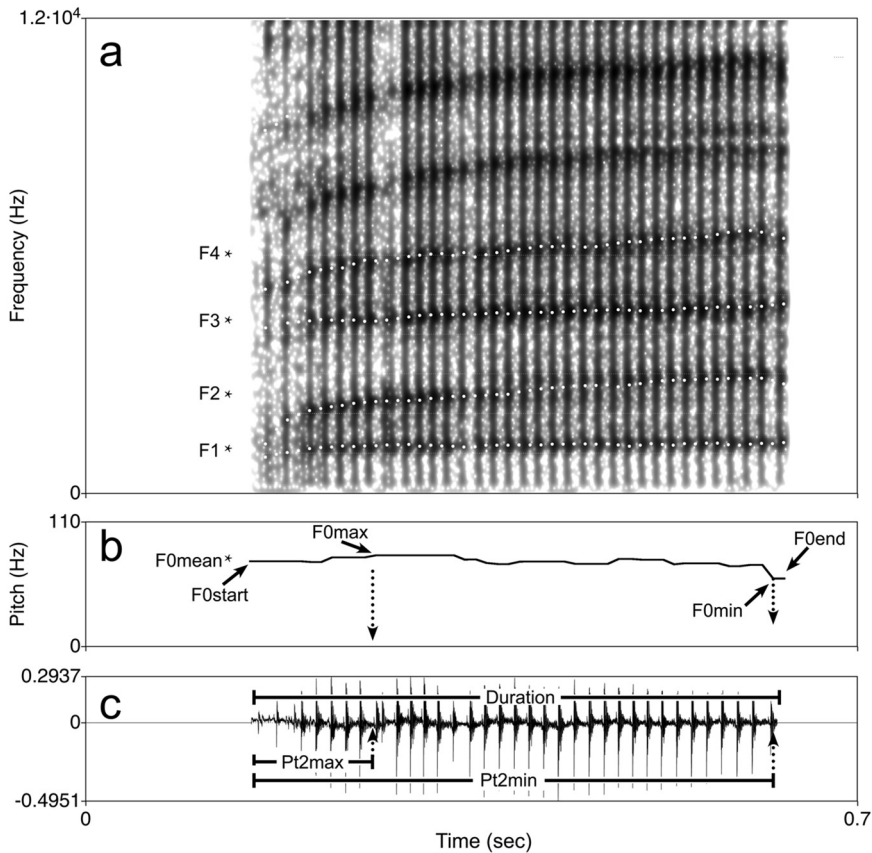 1.2·10⁴
a
Frequency (Hz)
F4 *
F3 *
F2 *
F1 *
0
110
b
F0max
F0end
F0mean*
F0start
F0min
Pitch (Hz)
0
0.2937
c
Duration
0
Pt2max
Pt2min
-0.4951
0
0.7
Time (sec)